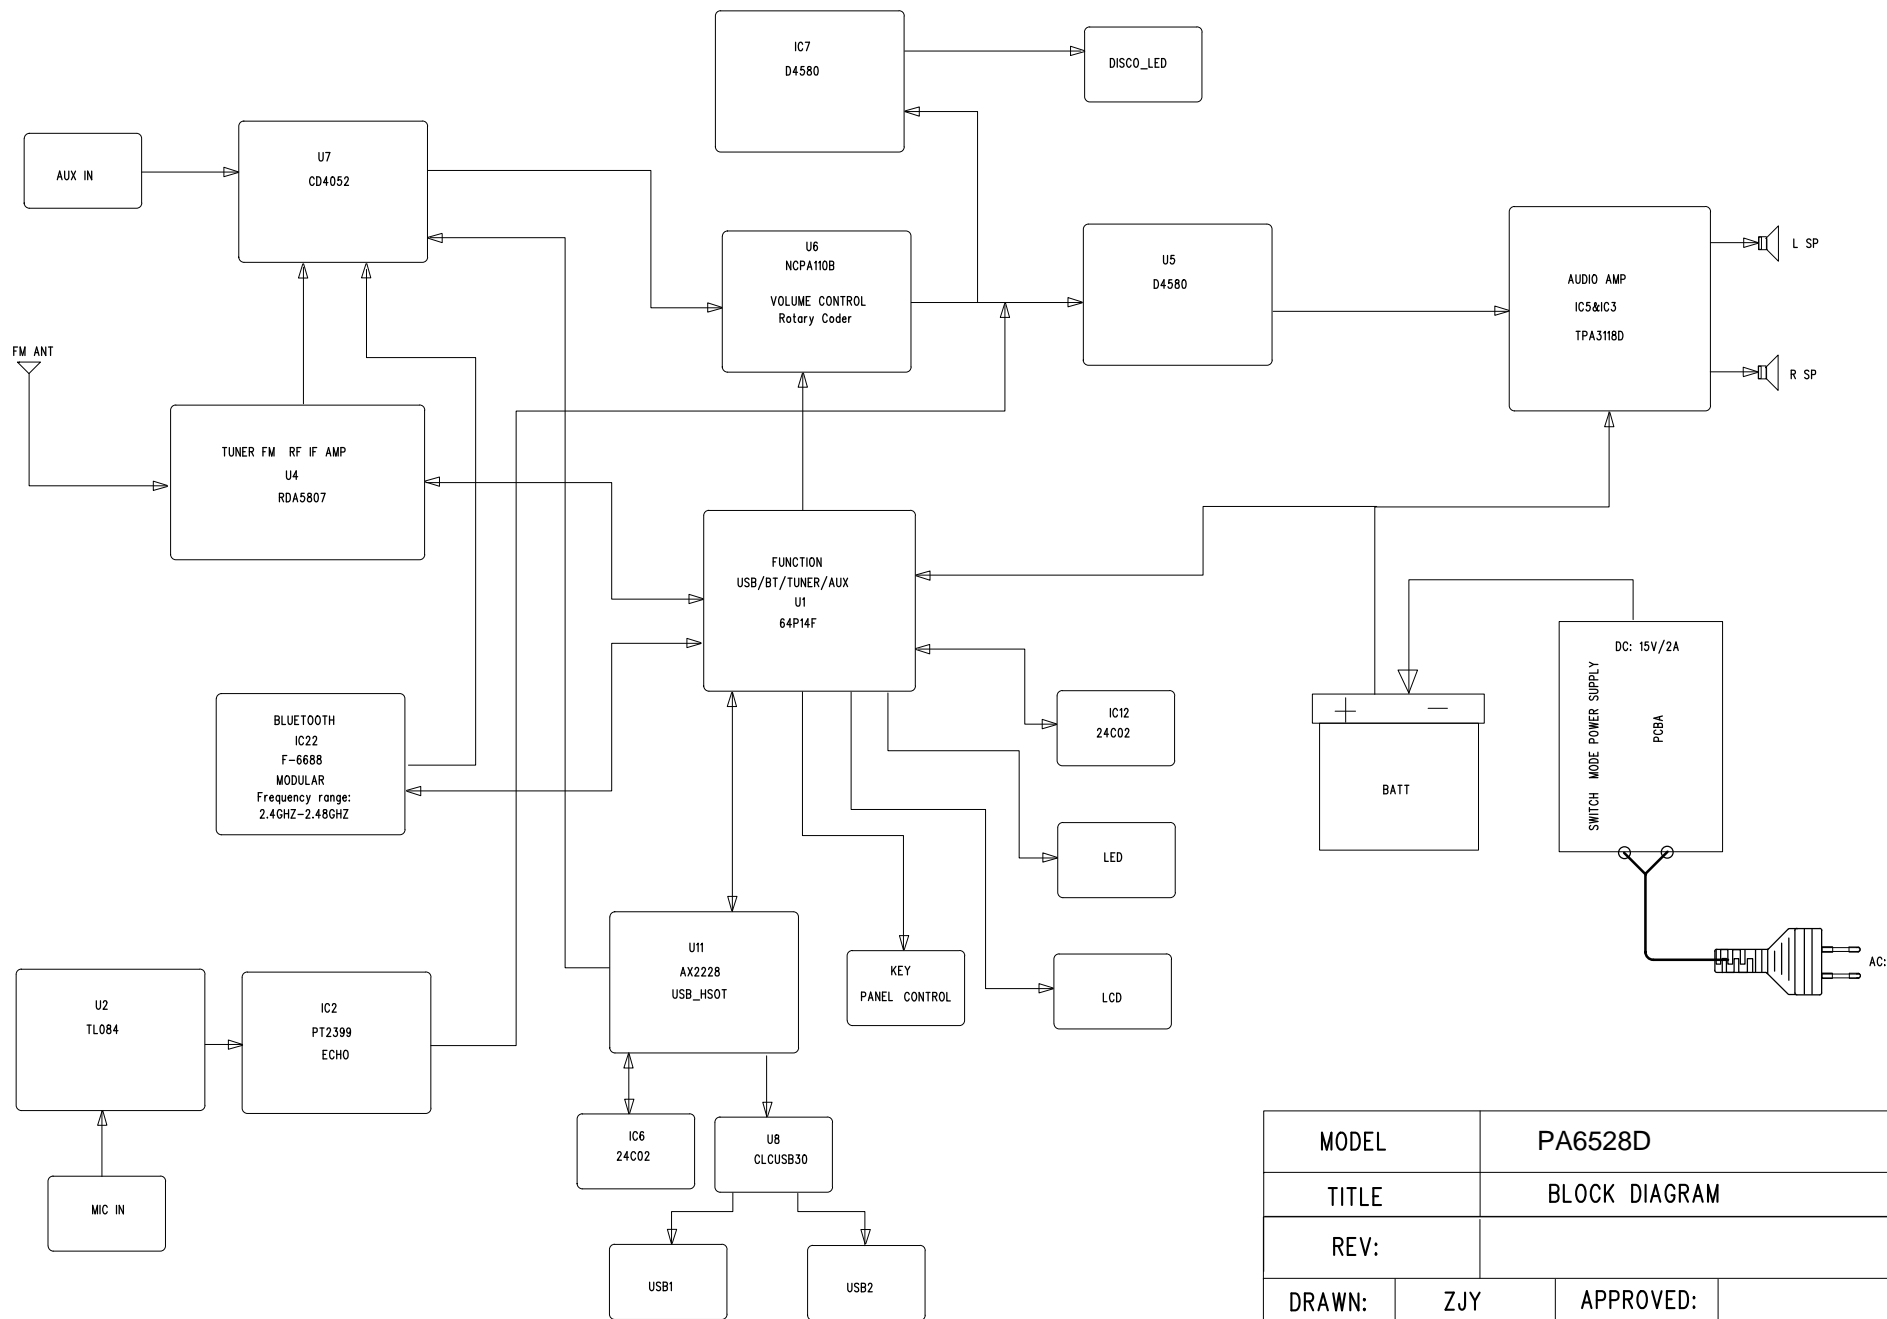 IC7
D4580
DISCO_LED
AUX IN
U7
CD4052
U6
NCPA110B
VOLUME CONTROL
Rotary Coder
U5
D4580
AUDIO AMP
IC5&IC3
TPA3118D
L SP
R SP
FM ANT
TUNER FM RF IF AMP
U4
RDA5807
FUNCTION
USB/BT/TUNER/AUX
U1
64P14F
BLUETOOTH
IC22
F-6688
MODULAR
Frequency range:
2.4GHZ-2.48GHZ
IC12
24C02
LED
LCD
KEY
PANEL CONTROL
+ -
BATT
DC: 15V/2A
SWITCH MODE POWER SUPPLY
PCBA
AC:
U2
TL084
IC2
PT2399
ECHO
MIC IN
U11
AX2228
USB_HSOT
IC6
24C02
U8
CLCUSB30
USB1
USB2
MODEL PA6528D
TITLE BLOCK DIAGRAM
REV:
DRAWN: ZJY APPROVED: